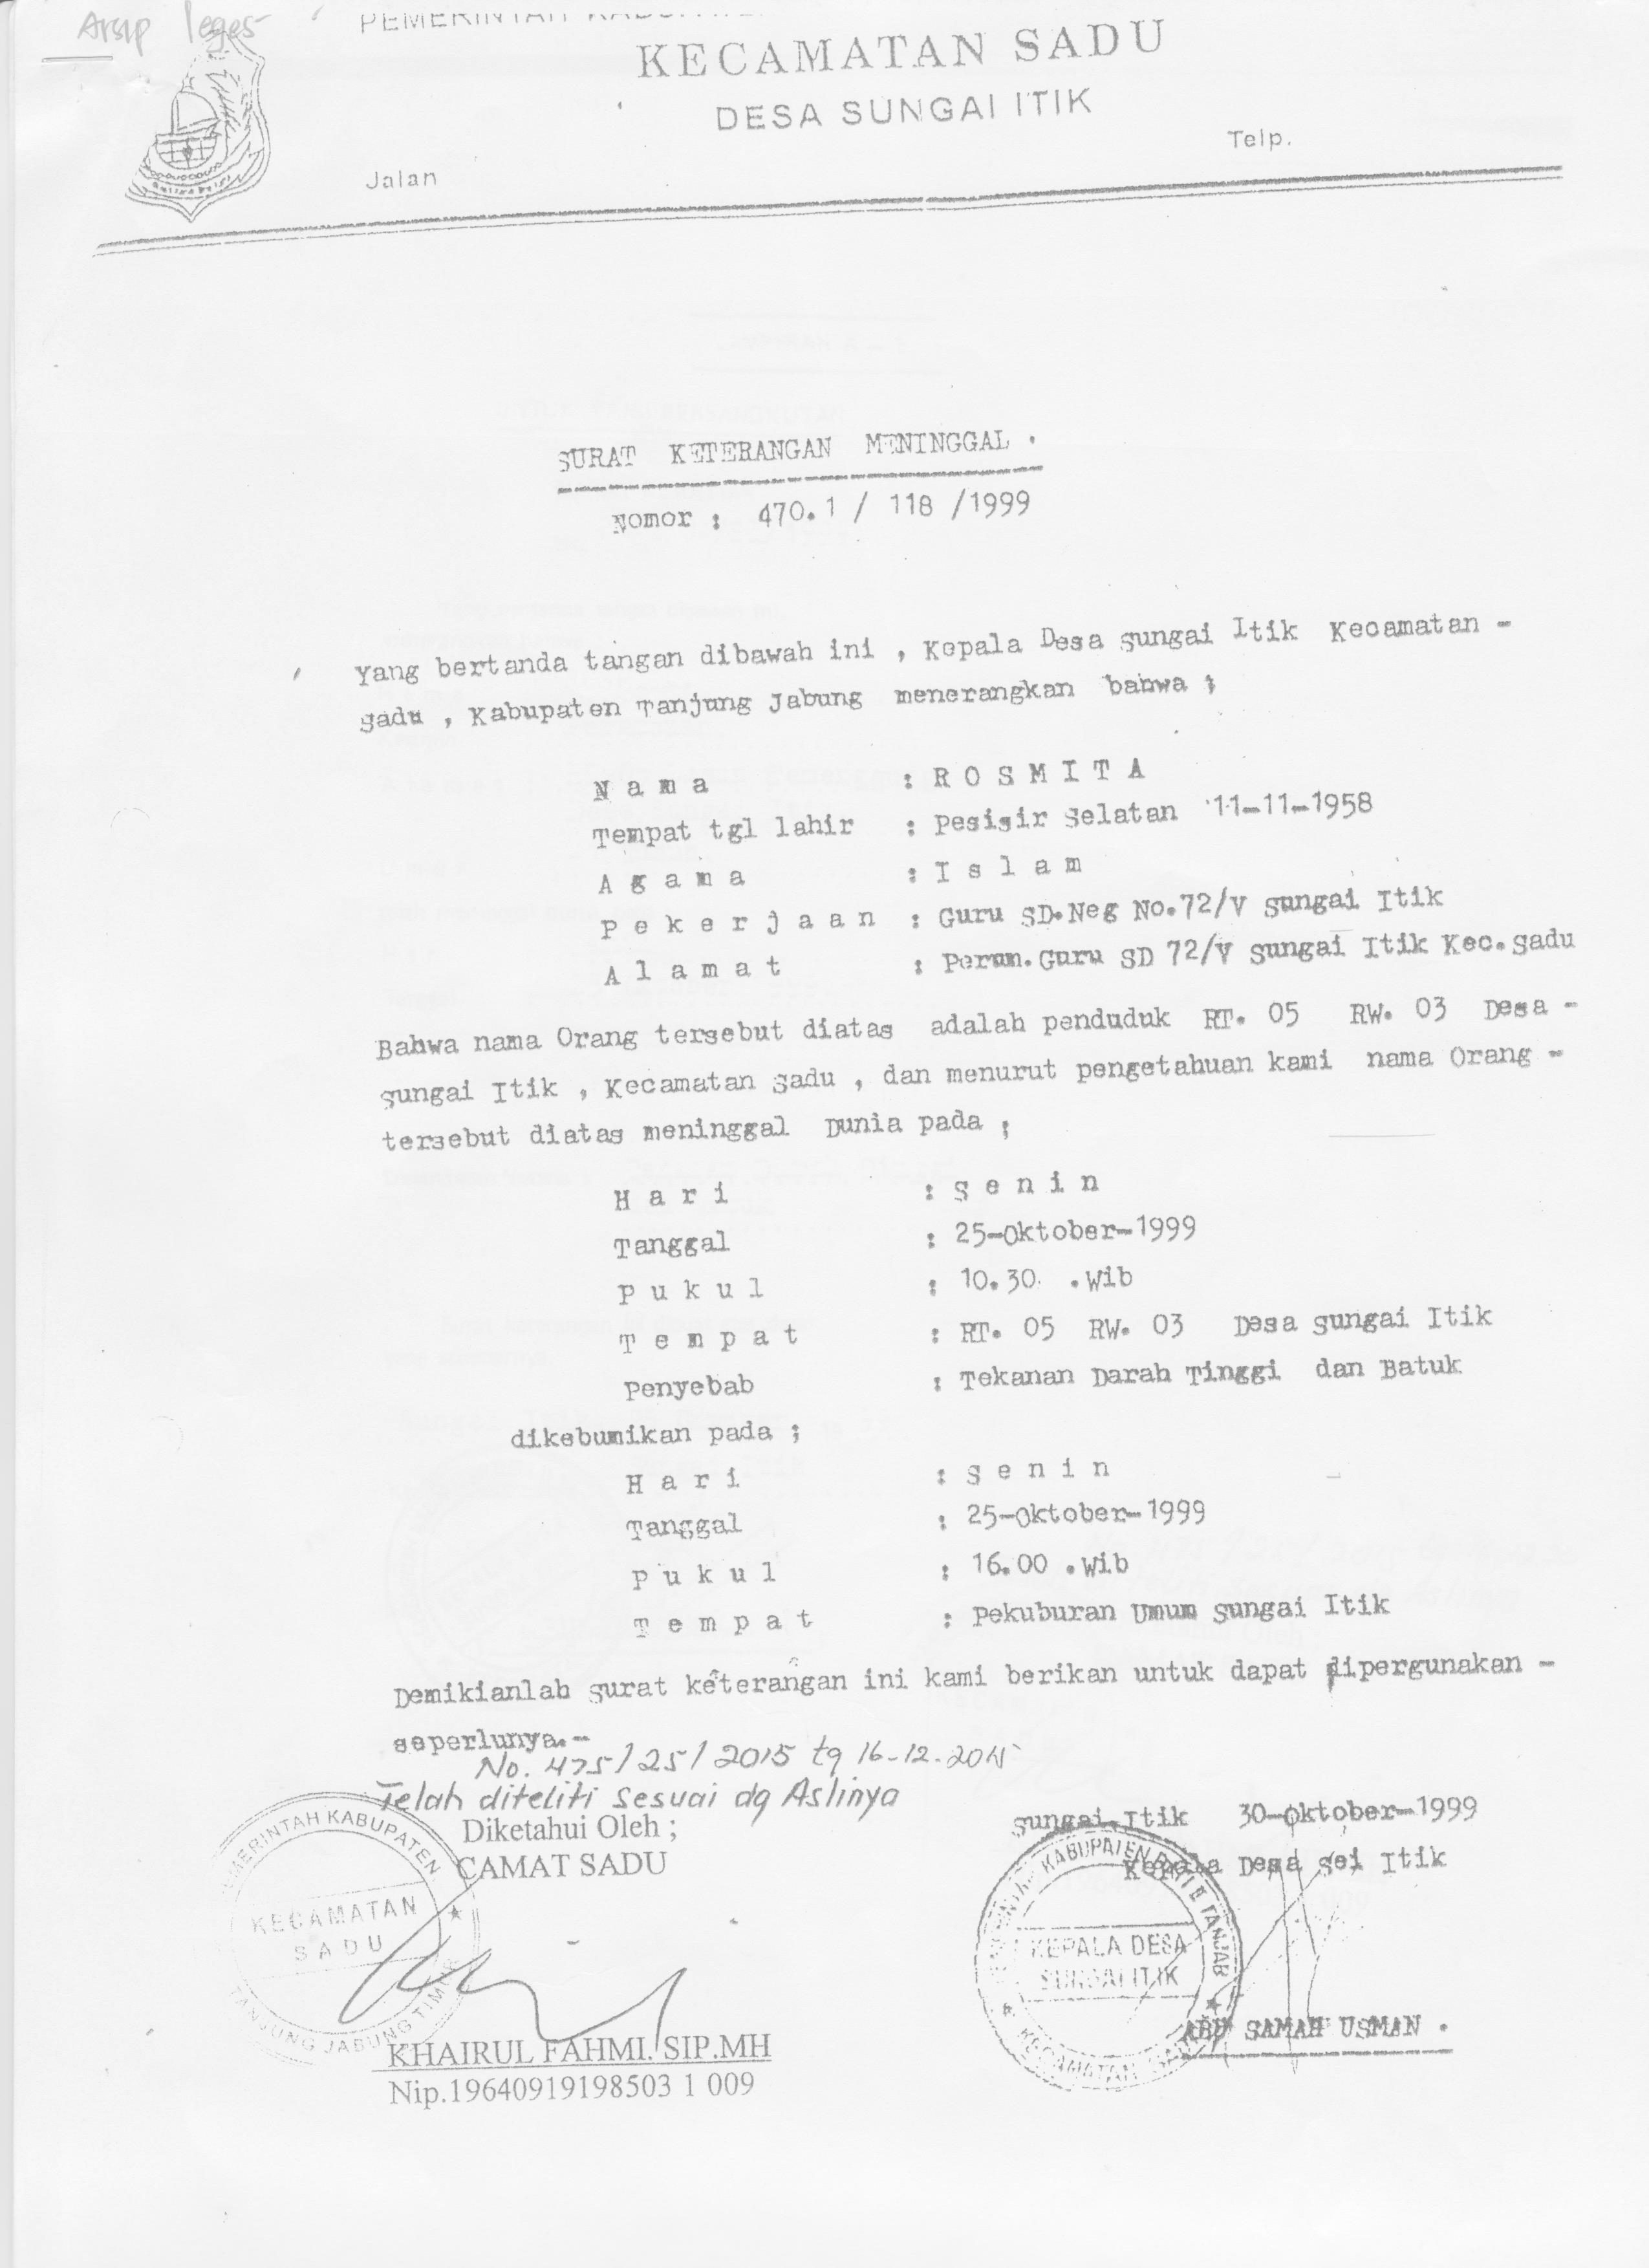 Arsip leges
PEMERINTAH
KECAMATAN SADU
DESA SUNGAI ITIK
Jalan Telp.
SURAT KETERANGAN MENINGGAL .
Nomor : 470.1 / 118 /1999
Yang bertanda tangan dibawah ini , Kepala Desa Sungai Itik Kecamatan -
Sadu , Kabupaten Tanjung Jabung menerangkan bahwa ;
N a m a : R O S M I T A
Tempat tgl lahir : Pesisir Selatan 11-11-1958
A g a m a : I s l a m
P e k e r j a a n : Guru SD.Neg No.72/V Sungai Itik
A l a m a t : Perum.Guru SD 72/V Sungai Itik Kec.Sadu
Bahwa nama Orang tersebut diatas adalah penduduk RT. 05 RW. 03 Desa -
Sungai Itik , Kecamatan Sadu , dan menurut pengetahuan kami nama Orang -
tersebut diatas meninggal Dunia pada ;
H a r i : S e n i n
Tanggal : 25-Oktober-1999
P u k u l : 10.30 .Wib
T e m p a t : RT. 05 RW. 03 Desa Sungai Itik
Penyebab : Tekanan Darah Tinggi dan Batuk
dikebumikan pada ;
H a r i : S e n i n
Tanggal : 25-Oktober-1999
P u k u l : 16.00 .Wib
T e m p a t : Pekuburan Umum Sungai Itik
Demikianlah surat keterangan ini kami berikan untuk dapat dipergunakan -
seperlunya.-
No. 475/25/2015 tg 16-12-2015
Telah diteliti Sesuai dg Aslinya
Diketahui Oleh ;
CAMAT SADU
KECAMATAN
SADU
TANJUNG JABUNG TIMUR
KHAIRUL FAHMI. SIP.MH
Nip.19640919198503 1 009
Sungai Itik 30-Oktober-1999
Kepala Desa Sei Itik
KEPALA DESA
SUNGAI ITIK
ABU SAMAH USMAN .